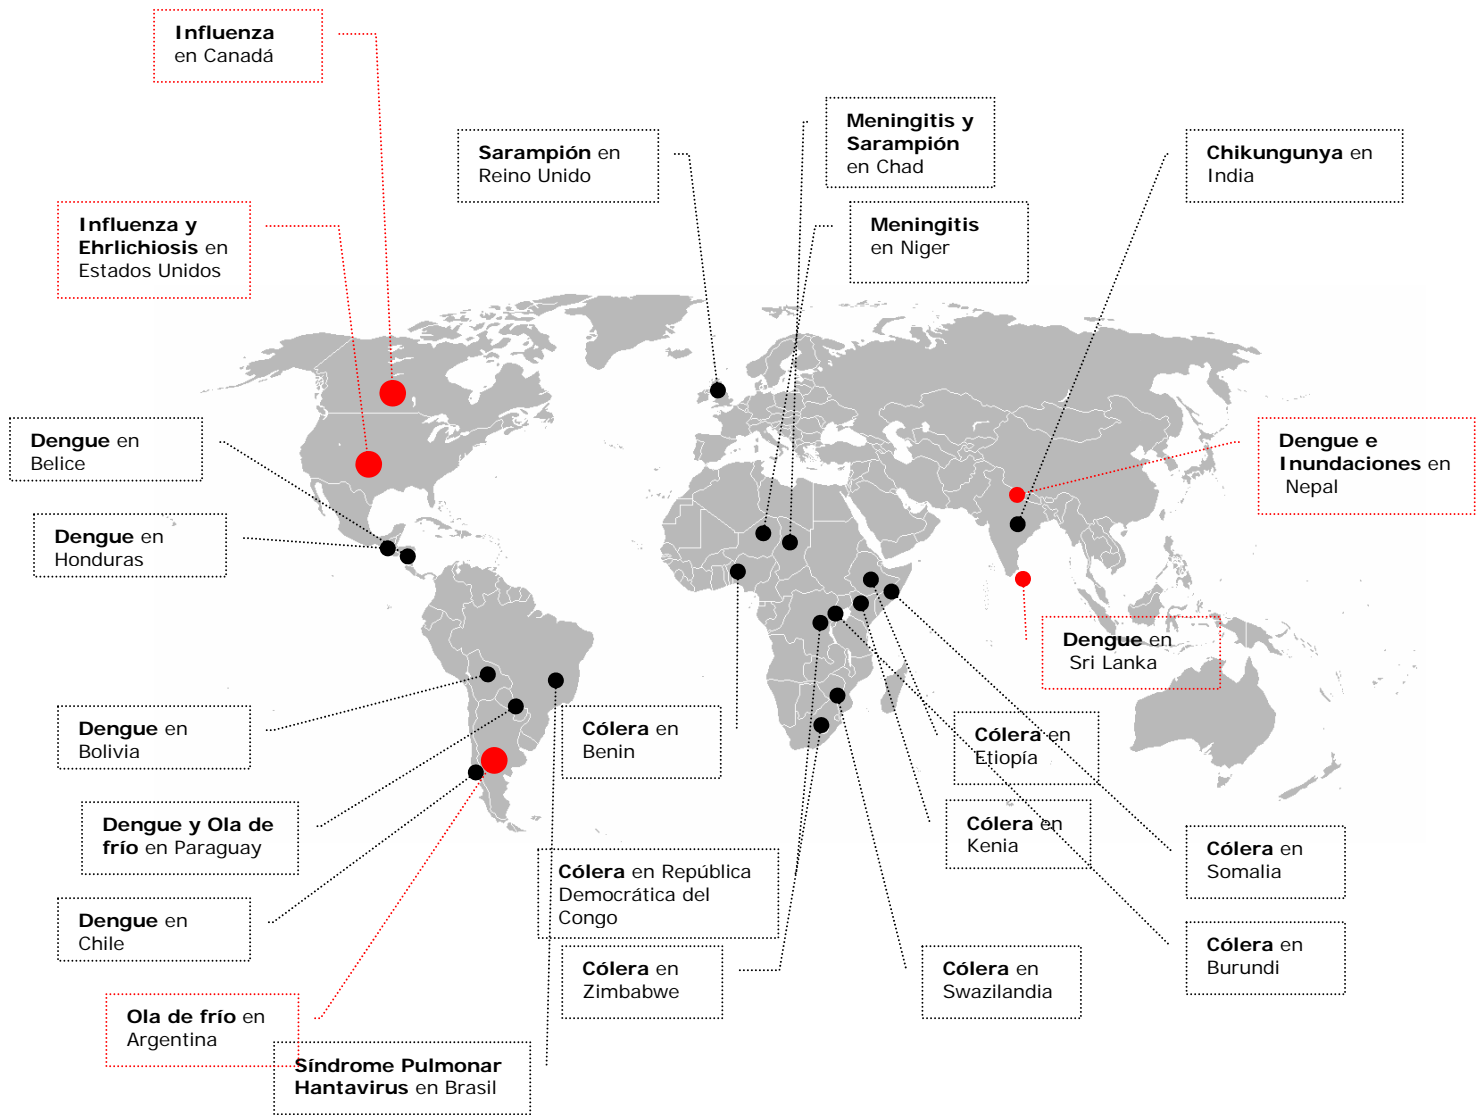 Influenza
en Canadá
Meningitis y
Sarampión
en Chad
Sarampión en
Reino Unido
Chikungunya en
India
Influenza y
Ehrlichiosis en
Estados Unidos
Meningitis
en Niger
Dengue en
Belice
Dengue e
Inundaciones en
Nepal
Dengue en
Honduras
Dengue en
Sri Lanka
Dengue en
Bolivia
Cólera en
Benin
Cólera en
Etiopía
Dengue y Ola de
frío en Paraguay
Cólera en
Kenia
Cólera en
Somalia
Cólera en República
Democrática del
Congo
Dengue en
Chile
Cólera en
Burundi
Cólera en
Zimbabwe
Cólera en
Swazilandia
Ola de frío en
Argentina
Síndrome Pulmonar
Hantavirus en Brasil